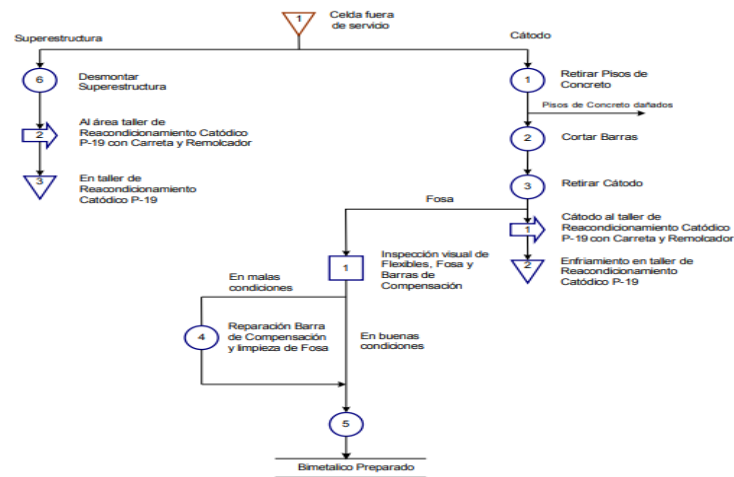 1
Celda fuera
de servicio
Superestructura
Cátodo
6
Desmontar
Superestructura
1
Retirar Pisos de
Concreto
Pisos de Concreto dañados
2
Al área taller de
Reacondicionamiento Catódico
P-19 con Carreta y Remolcador
2
Cortar Barras
3
En taller de
Reacondicionamiento
Catódico P-19
3
Retirar Cátodo
Fosa
1
Cátodo al taller de
Reacondicionamiento Catódico
P-19 con Carreta y Remolcador
1
Inspección visual de
Flexibles, Fosa y
Barras de
Compensación
2
Enfriamiento en taller de
Reacondicionamiento
Catódico P-19
En malas
condiciones
4
Reparación Barra
de Compensación
y limpieza de Fosa
En buenas
condiciones
5
Bimetalico Preparado